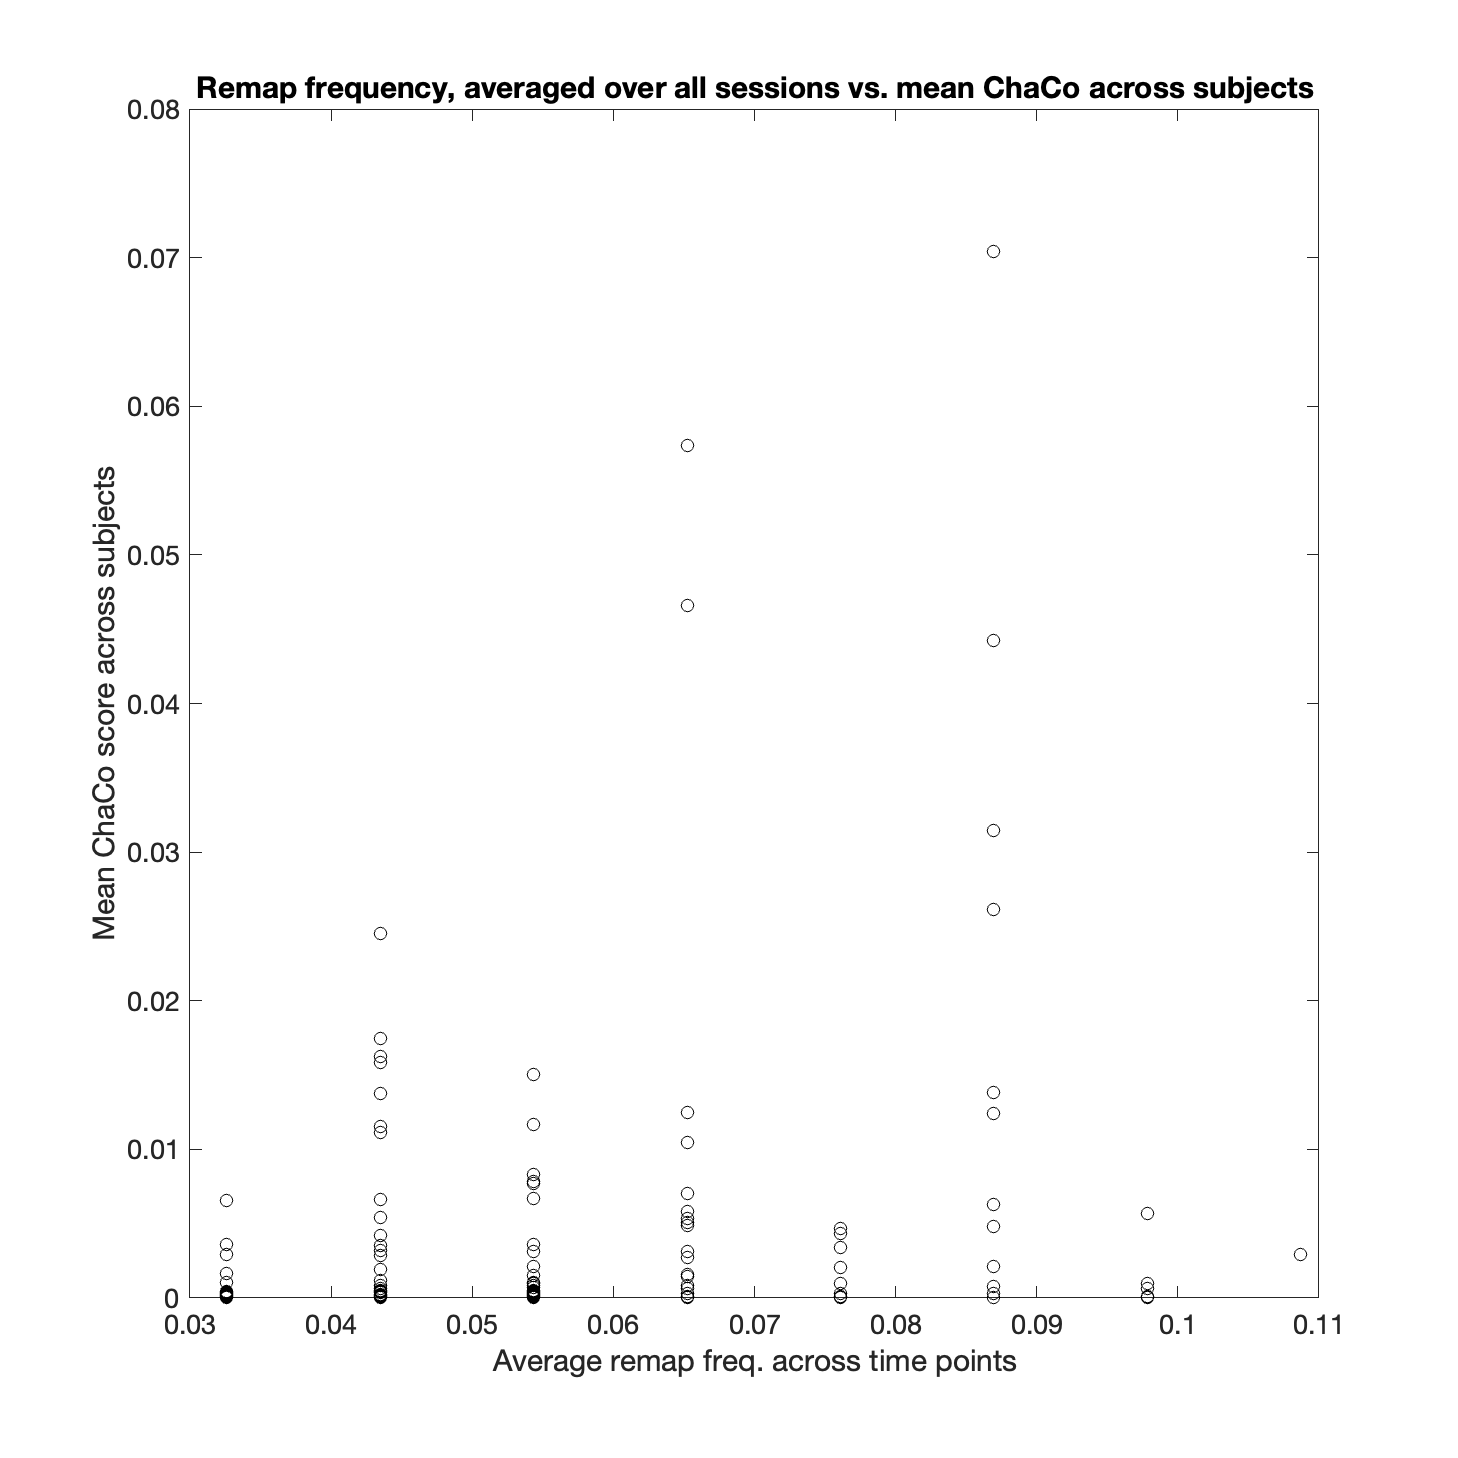 Remap frequency, averaged over all sessions vs. mean ChaCo across subjects
0.08
0.07
0.06
0.05
0.04
0.03
0.02
0.01
0
Mean ChaCo score across subjects
0.03 0.04 0.05 0.06 0.07 0.08 0.09 0.1 0.11
Average remap freq. across time points